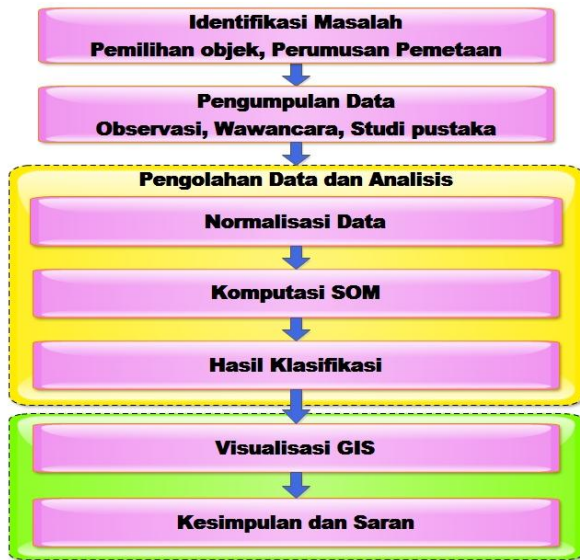 Identifikasi Masalah
Pemilihan objek, Perumusan Pemetaan
Pengumpulan Data
Observasi, Wawancara, Studi pustaka
Pengolahan Data dan Analisis
Normalisasi Data
Komputasi SOM
Hasil Klasifikasi
Visualisasi GIS
Kesimpulan dan Saran